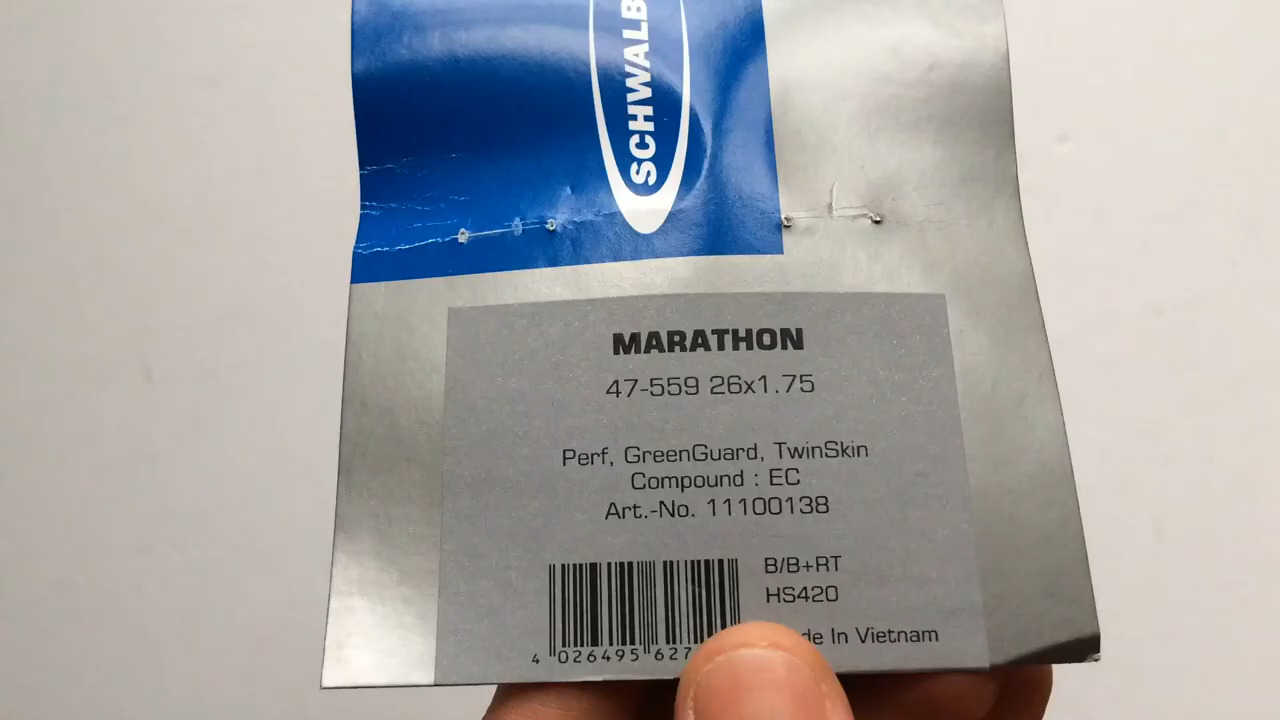 SCHWALB
MARATHON
47-559 26x1.75
Perf, GreenGuard, TwinSkin
Compound : EC
Art.-No. 11100138
B/B+RT
HS420
de In Vietnam
4 026495 627